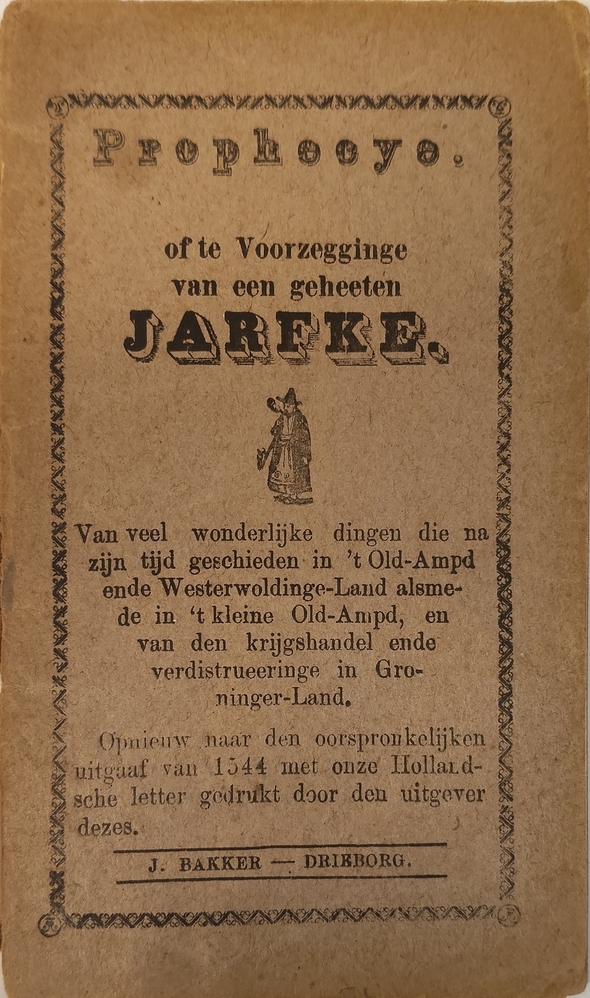 Prophecye.
of te Voorzegginge
van een geheeten
JARFKE.
Van veel wonderlijke dingen die na
zijn tijd geschieden in 't Old-Ampd
ende Westerwoldinge-Land alsme-
de in ‘t kleine Old-Ampd, en
van den krijgshandel ende
verdistrueeringe in Gro-
ninger-Land.
Opnieuw naar den oorspronkelijken
uitgaaf van 1544 met onze Holland-
sche letter gedrukt door den uitgever
dezes.
J. BAKKER — DRIEBORG.